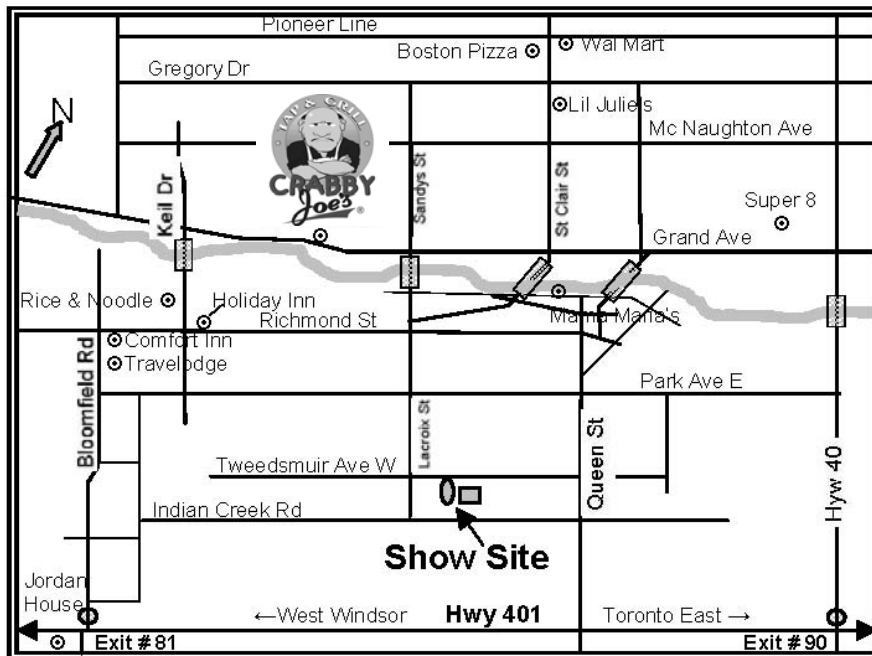 Pioneer Line
Boston Pizza
Wal Mart
Gregory Dr
Lil Julie's
N
TAP & GRILL
CRABBY
Joe's
®
Mc Naughton Ave
Keil Dr
Sandys St
St Clair St
Super 8
Grand Ave
Rice & Noodle
Holiday Inn
Richmond St
Mama Maria's
Comfort Inn
Travelodge
Bloomfield Rd
Park Ave E
Lacroix St
Queen St
Hyw 40
Tweedsmuir Ave W
Indian Creek Rd
Show Site
Jordan
House
←West Windsor
Hwy 401
Toronto East →
Exit #81
Exit #90